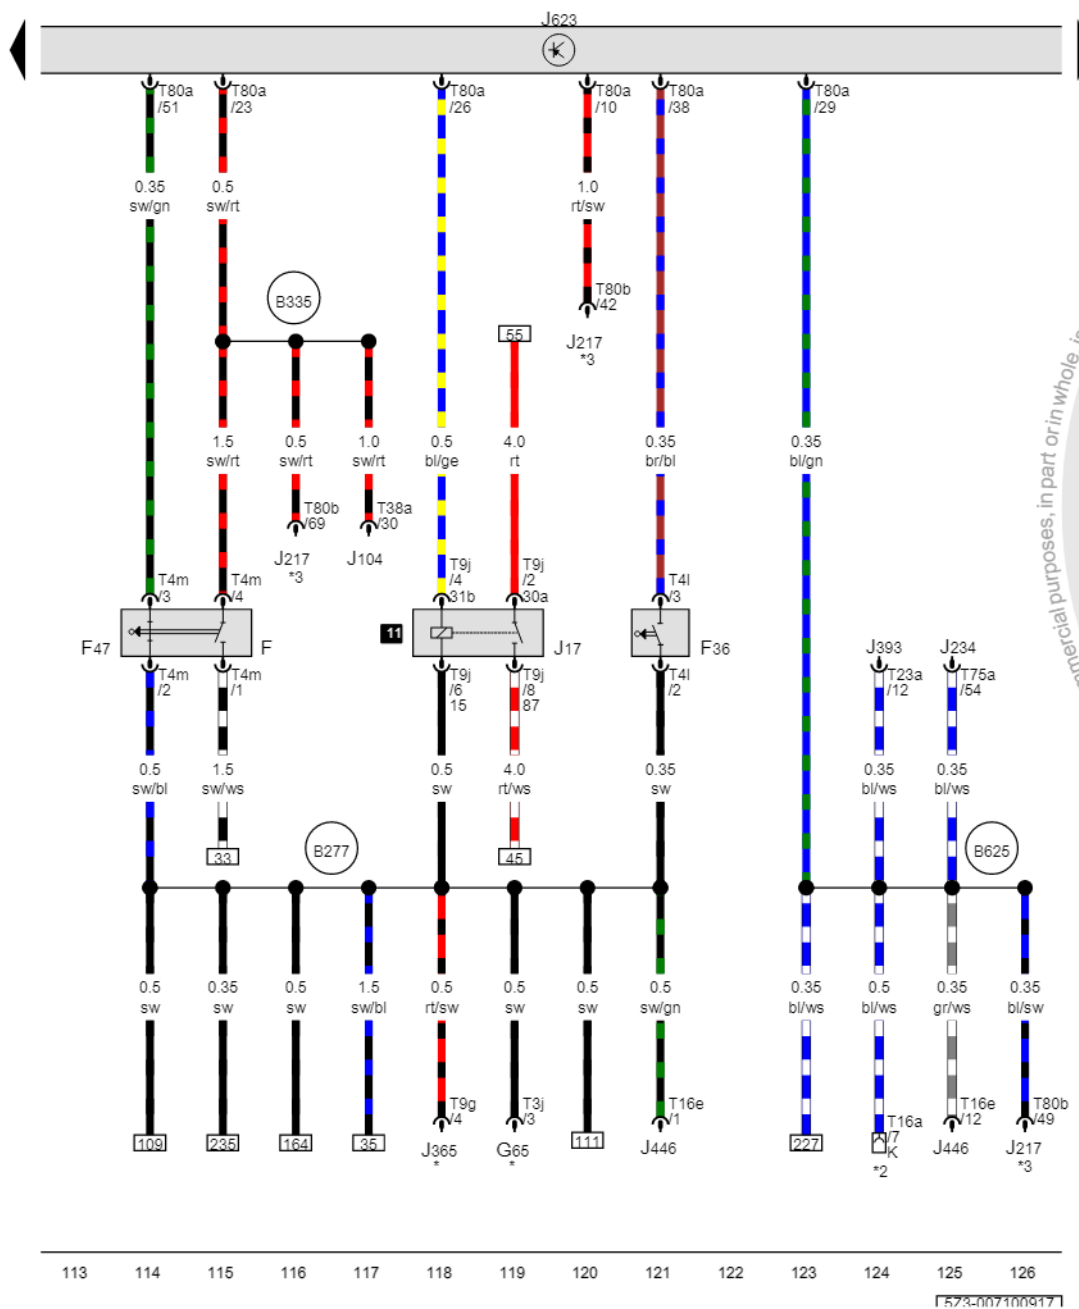 J623
T80a
/51
T80a
/23
T80a
/26
T80a
/10
T80a
/38
T80a
/29
0.35
sw/gn
0.5
sw/rt
1.0
rt/sw
B335
T80b
/42
J217
*3
55
1.5
sw/rt
0.5
sw/rt
1.0
sw/rt
0.5
bl/ge
4.0
rt
0.35
br/bl
0.35
bl/gn
T80b
/69
J217
*3
T38a
/30
J104
T4m
/3
T4m
/4
T9j
/4
31b
T9j
/2
30a
T4l
/3
F47
F
11
J17
F36
J393
J234
T4m
/2
T4m
/1
T9j
/6
15
T9j
/8
87
T4l
/2
T23a
/12
T75a
/54
0.5
sw/bl
1.5
sw/ws
0.5
sw
4.0
rt/ws
0.35
sw
0.35
bl/ws
0.35
bl/ws
33
B277
45
B625
0.5
sw
0.35
sw
0.5
sw
1.5
sw/bl
0.5
rt/sw
0.5
sw
0.5
sw
0.5
sw/gn
0.35
bl/ws
0.5
bl/ws
0.35
gr/ws
0.35
bl/sw
109
235
164
35
T9g
/4
J365
*
T3j
/3
G65
*
111
T16e
/1
J446
227
T16a
/7
K
*2
T16e
/12
J446
T80b
/49
J217
*3
mercial purposes, in part or in whole, is
113 114 115 116 117 118 119 120 121 122 123 124 125 126
573-007100917